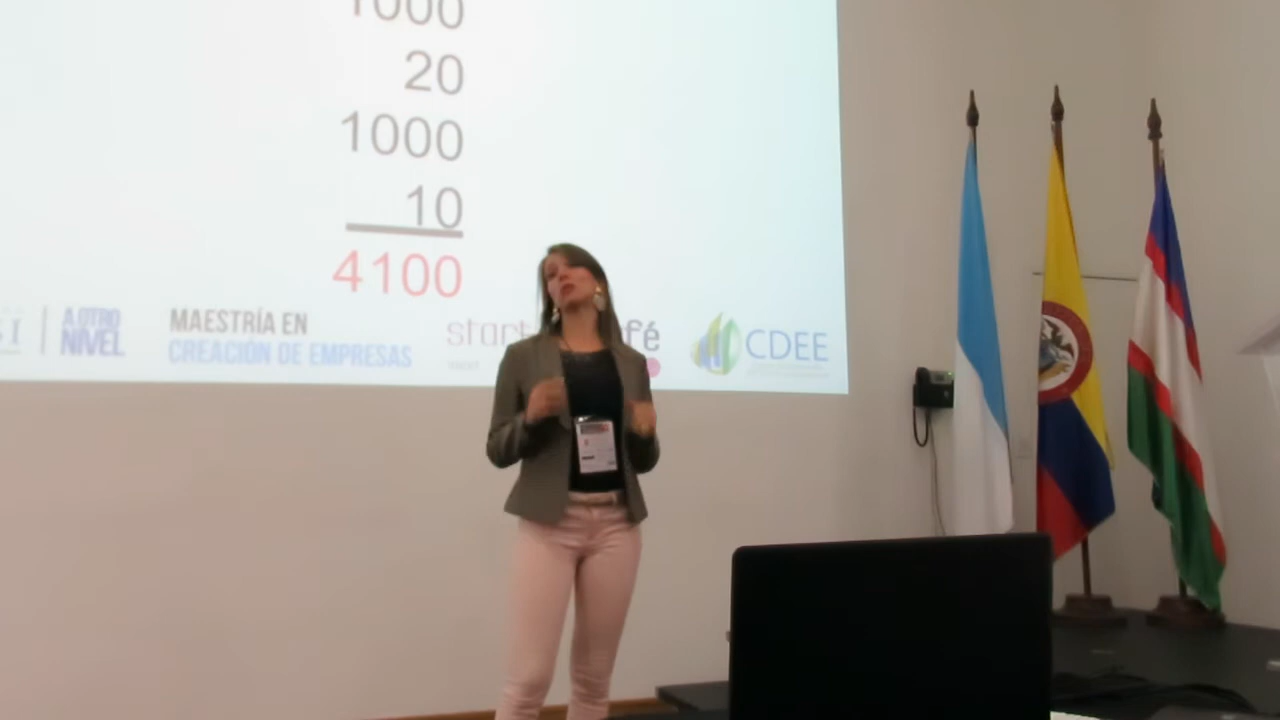 1000
20
1000
10
4100
A OTRO
NIVEL
MAESTRÍA EN
CREACIÓN DE EMPRESAS
CDEE